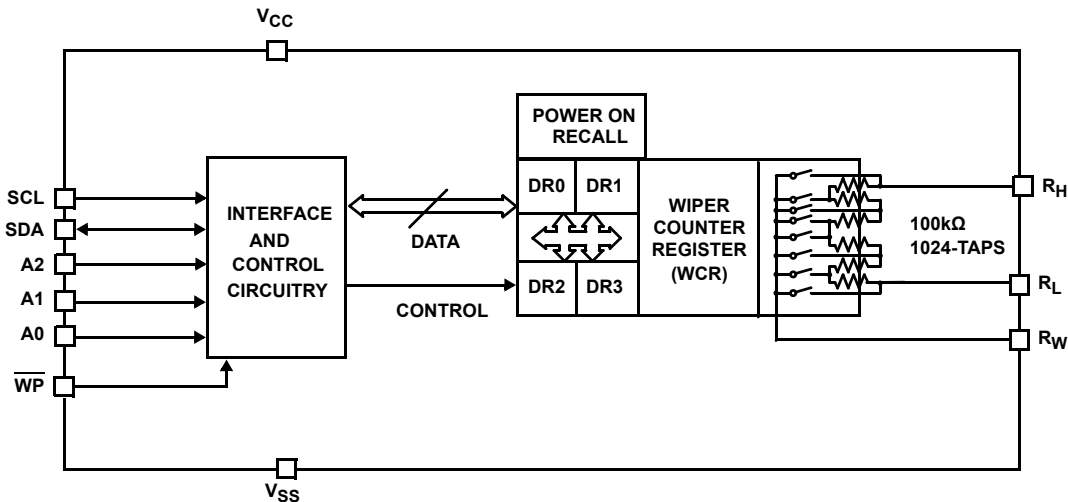 VCC
POWER ON
RECALL
SCL
SDA
A2
A1
A0
WP
INTERFACE
AND
CONTROL
CIRCUITRY
DATA
CONTROL
DR0
DR1
DR2
DR3
WIPER
COUNTER
REGISTER
(WCR)
100kΩ
1024-TAPS
RH
RL
RW
VSS